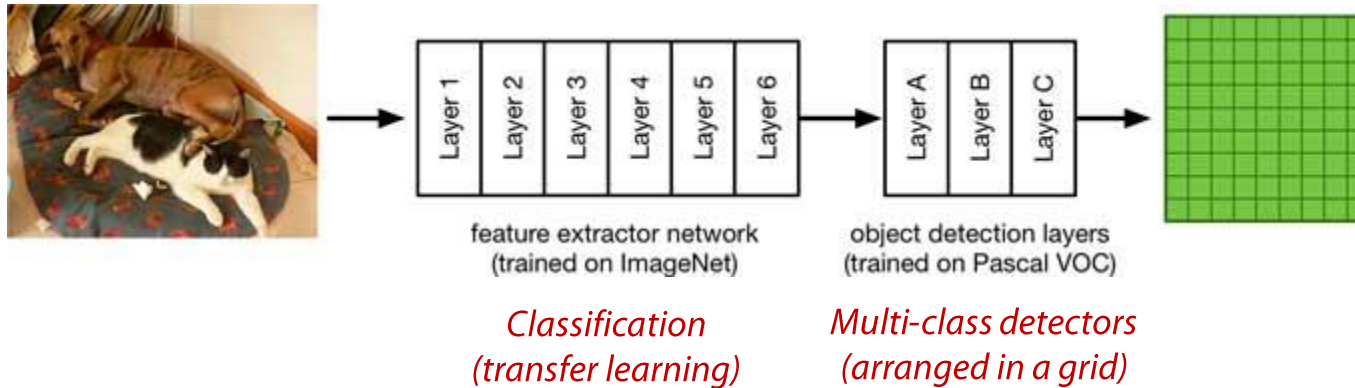 Layer 1
Layer 2
Layer 3
Layer 4
Layer 5
Layer 6
Layer A
Layer B
Layer C
feature extractor network
(trained on ImageNet)
object detection layers
(trained on Pascal VOC)
Classification
(transfer learning)
Multi-class detectors
(arranged in a grid)